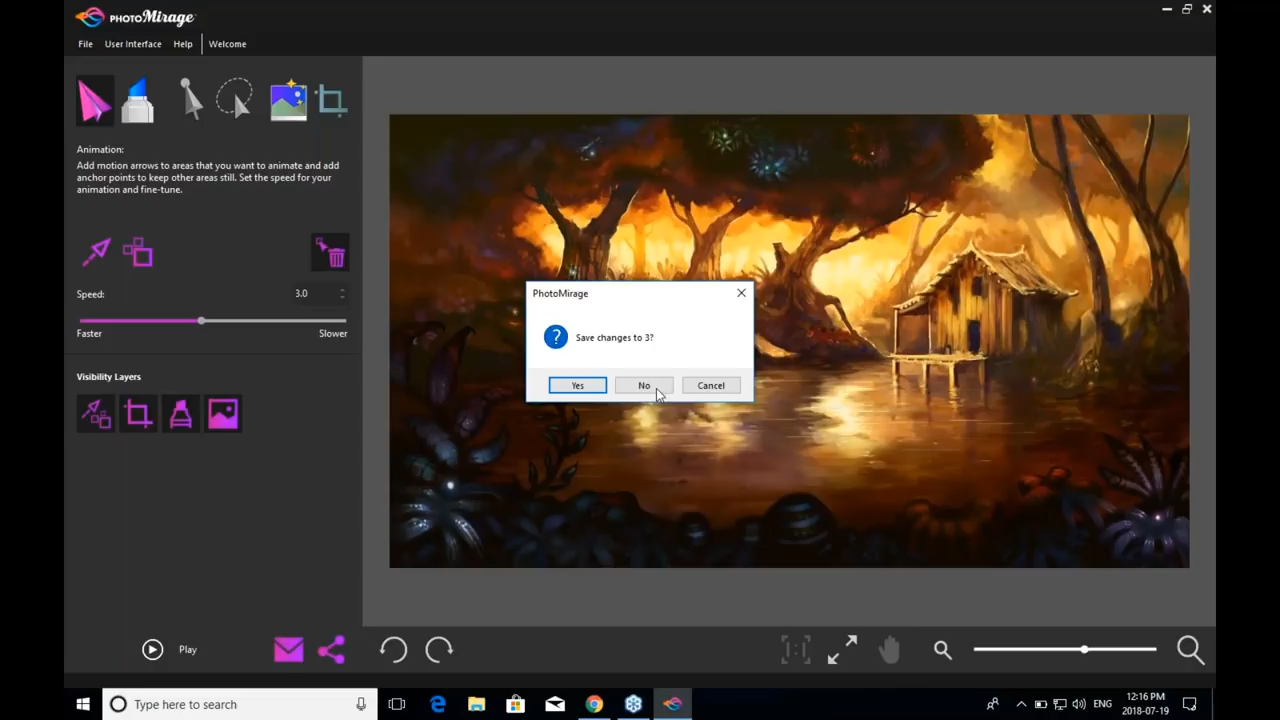 PHOTOMirage
File User Interface Help Welcome
Animation:
Add motion arrows to areas that you want to animate and add
anchor points to keep other areas still. Set the speed for your
animation and fine-tune.
Speed: 3.0
Faster Slower
Visibility Layers
PhotoMirage
Save changes to 3?
Yes No Cancel
Play
[1:1]
Type here to search
ENG
12:16 PM
2018-07-19